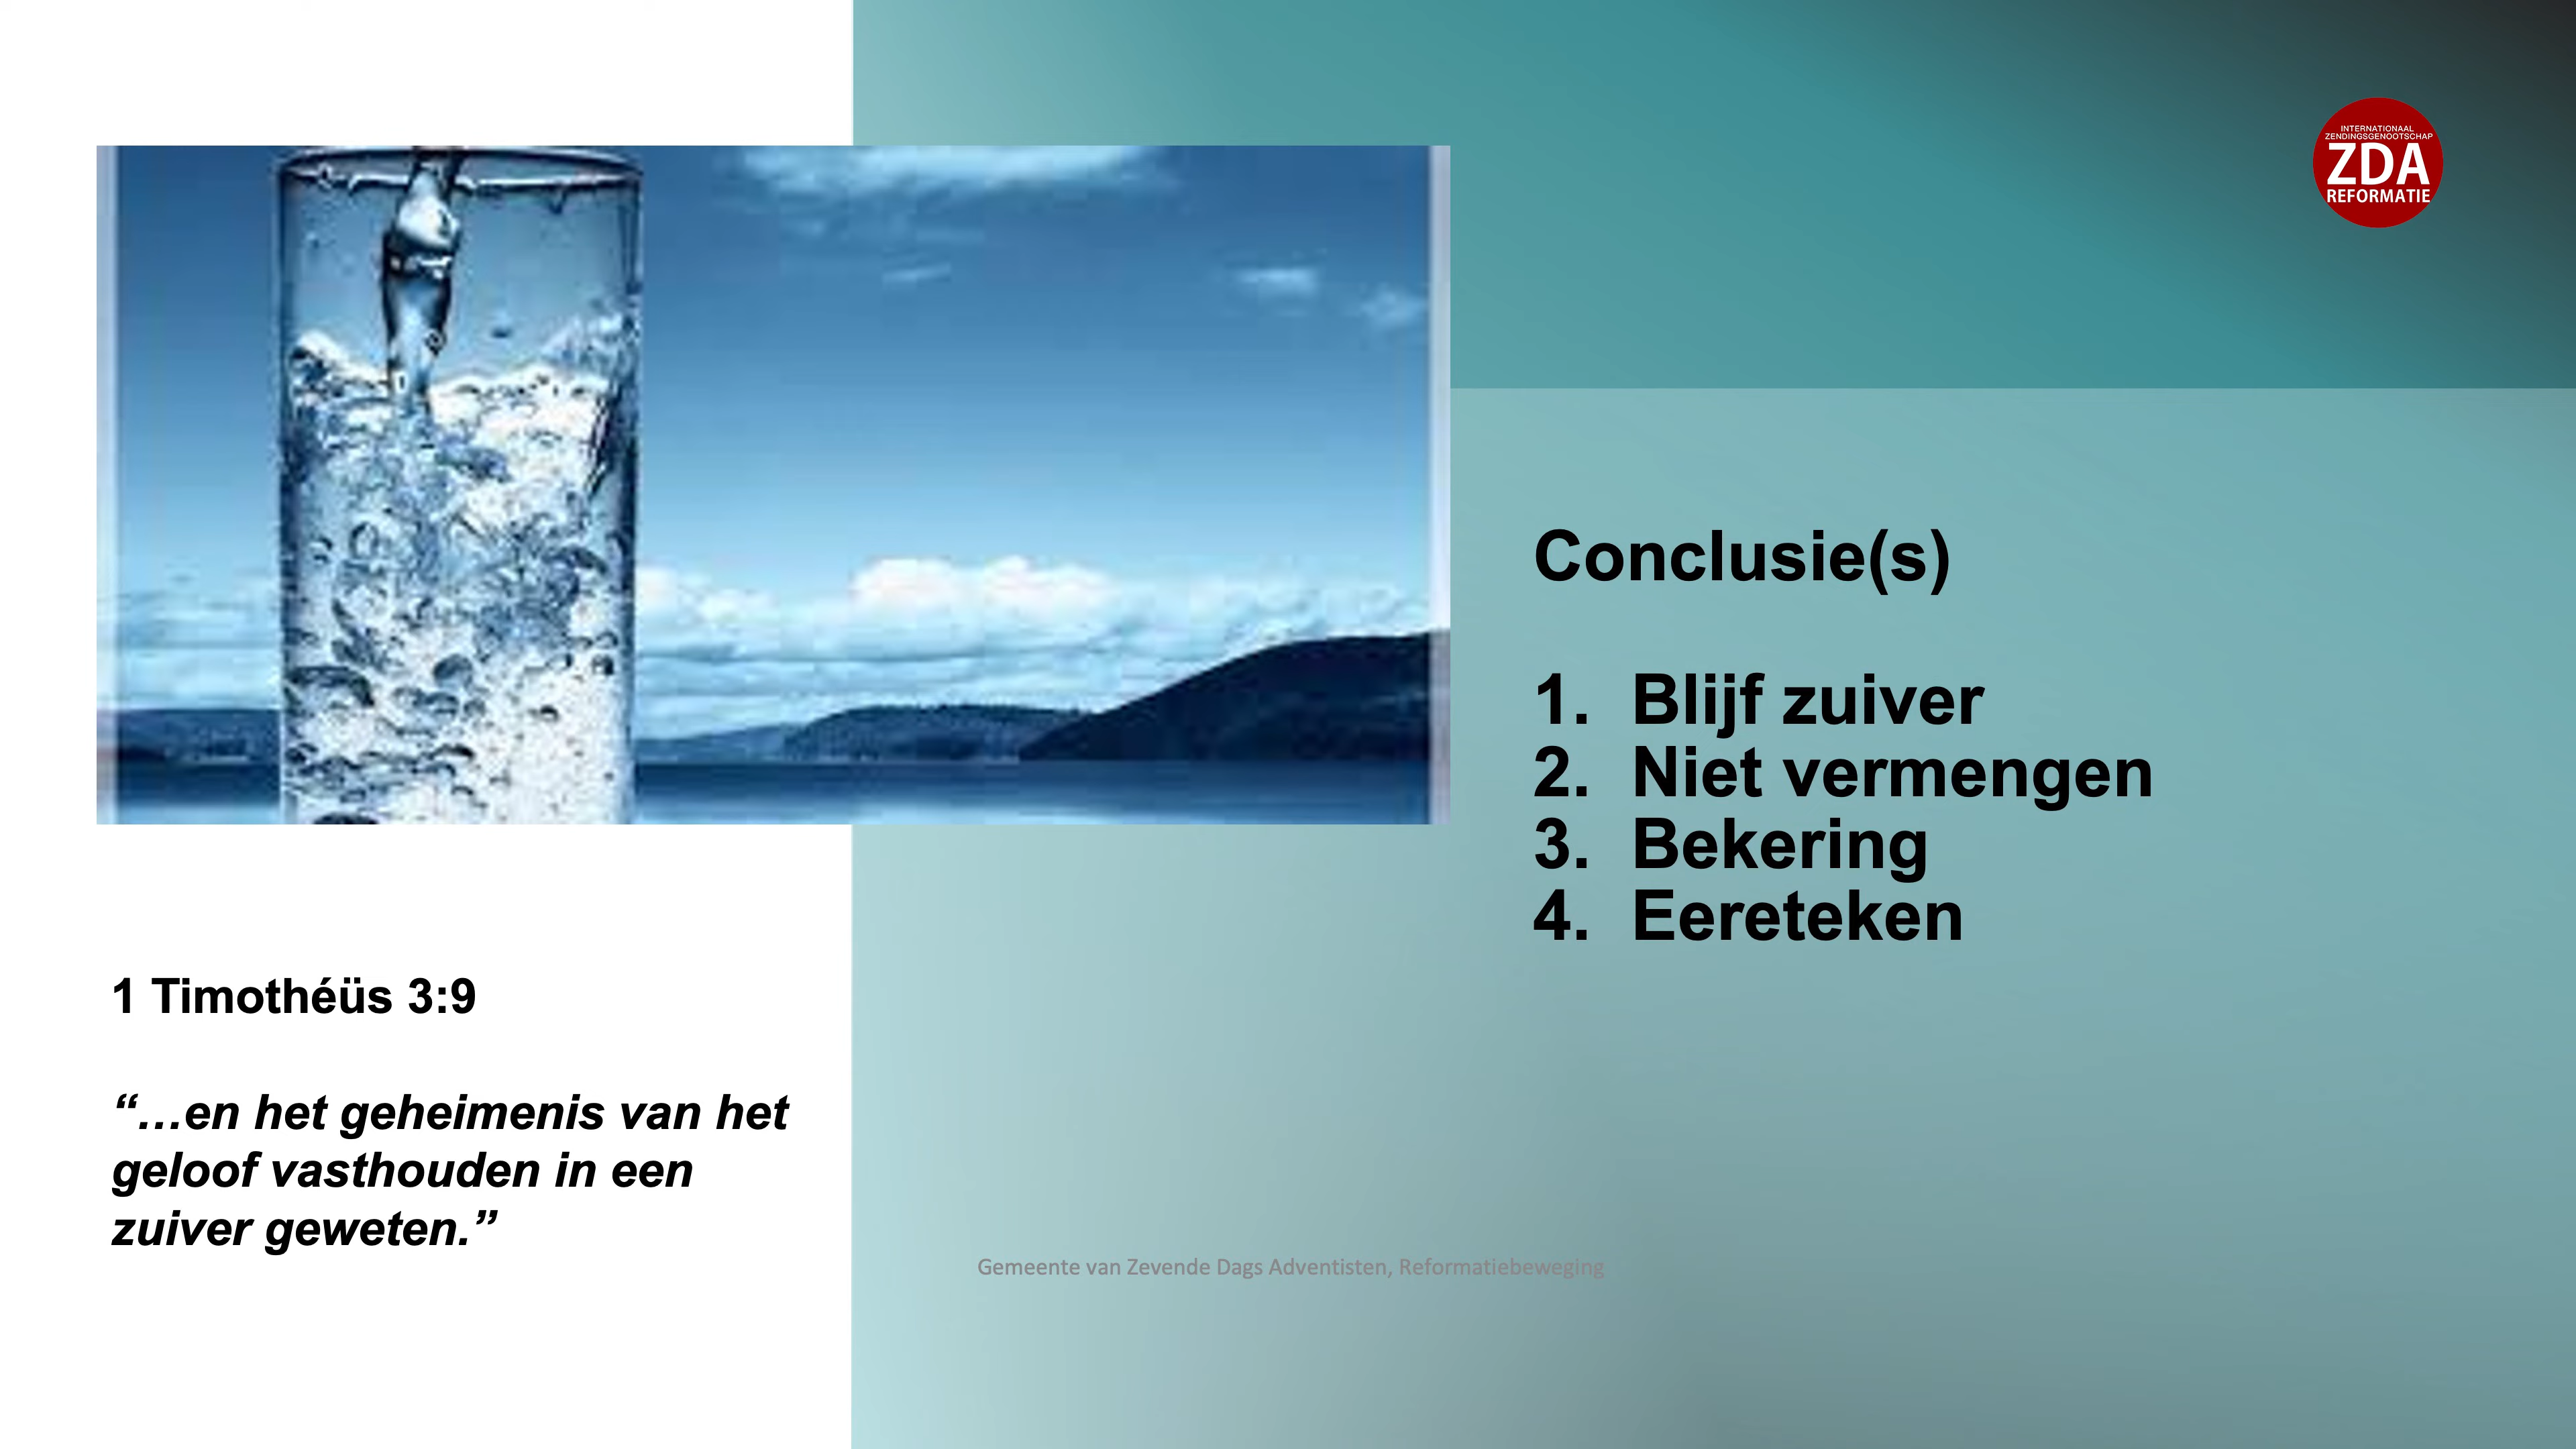 INTERNATIONAAL
ZENDINGSGENOOTSCHAP
ZDA
REFORMATIE
Conclusie(s)
1. Blijf zuiver
2. Niet vermengen
3. Bekering
4. Eereteken
1 Timothéüs 3:9
“…en het geheimenis van het
geloof vasthouden in een
zuiver geweten.”
Gemeente van Zevende Dags Adventisten, Reformatiebeweging